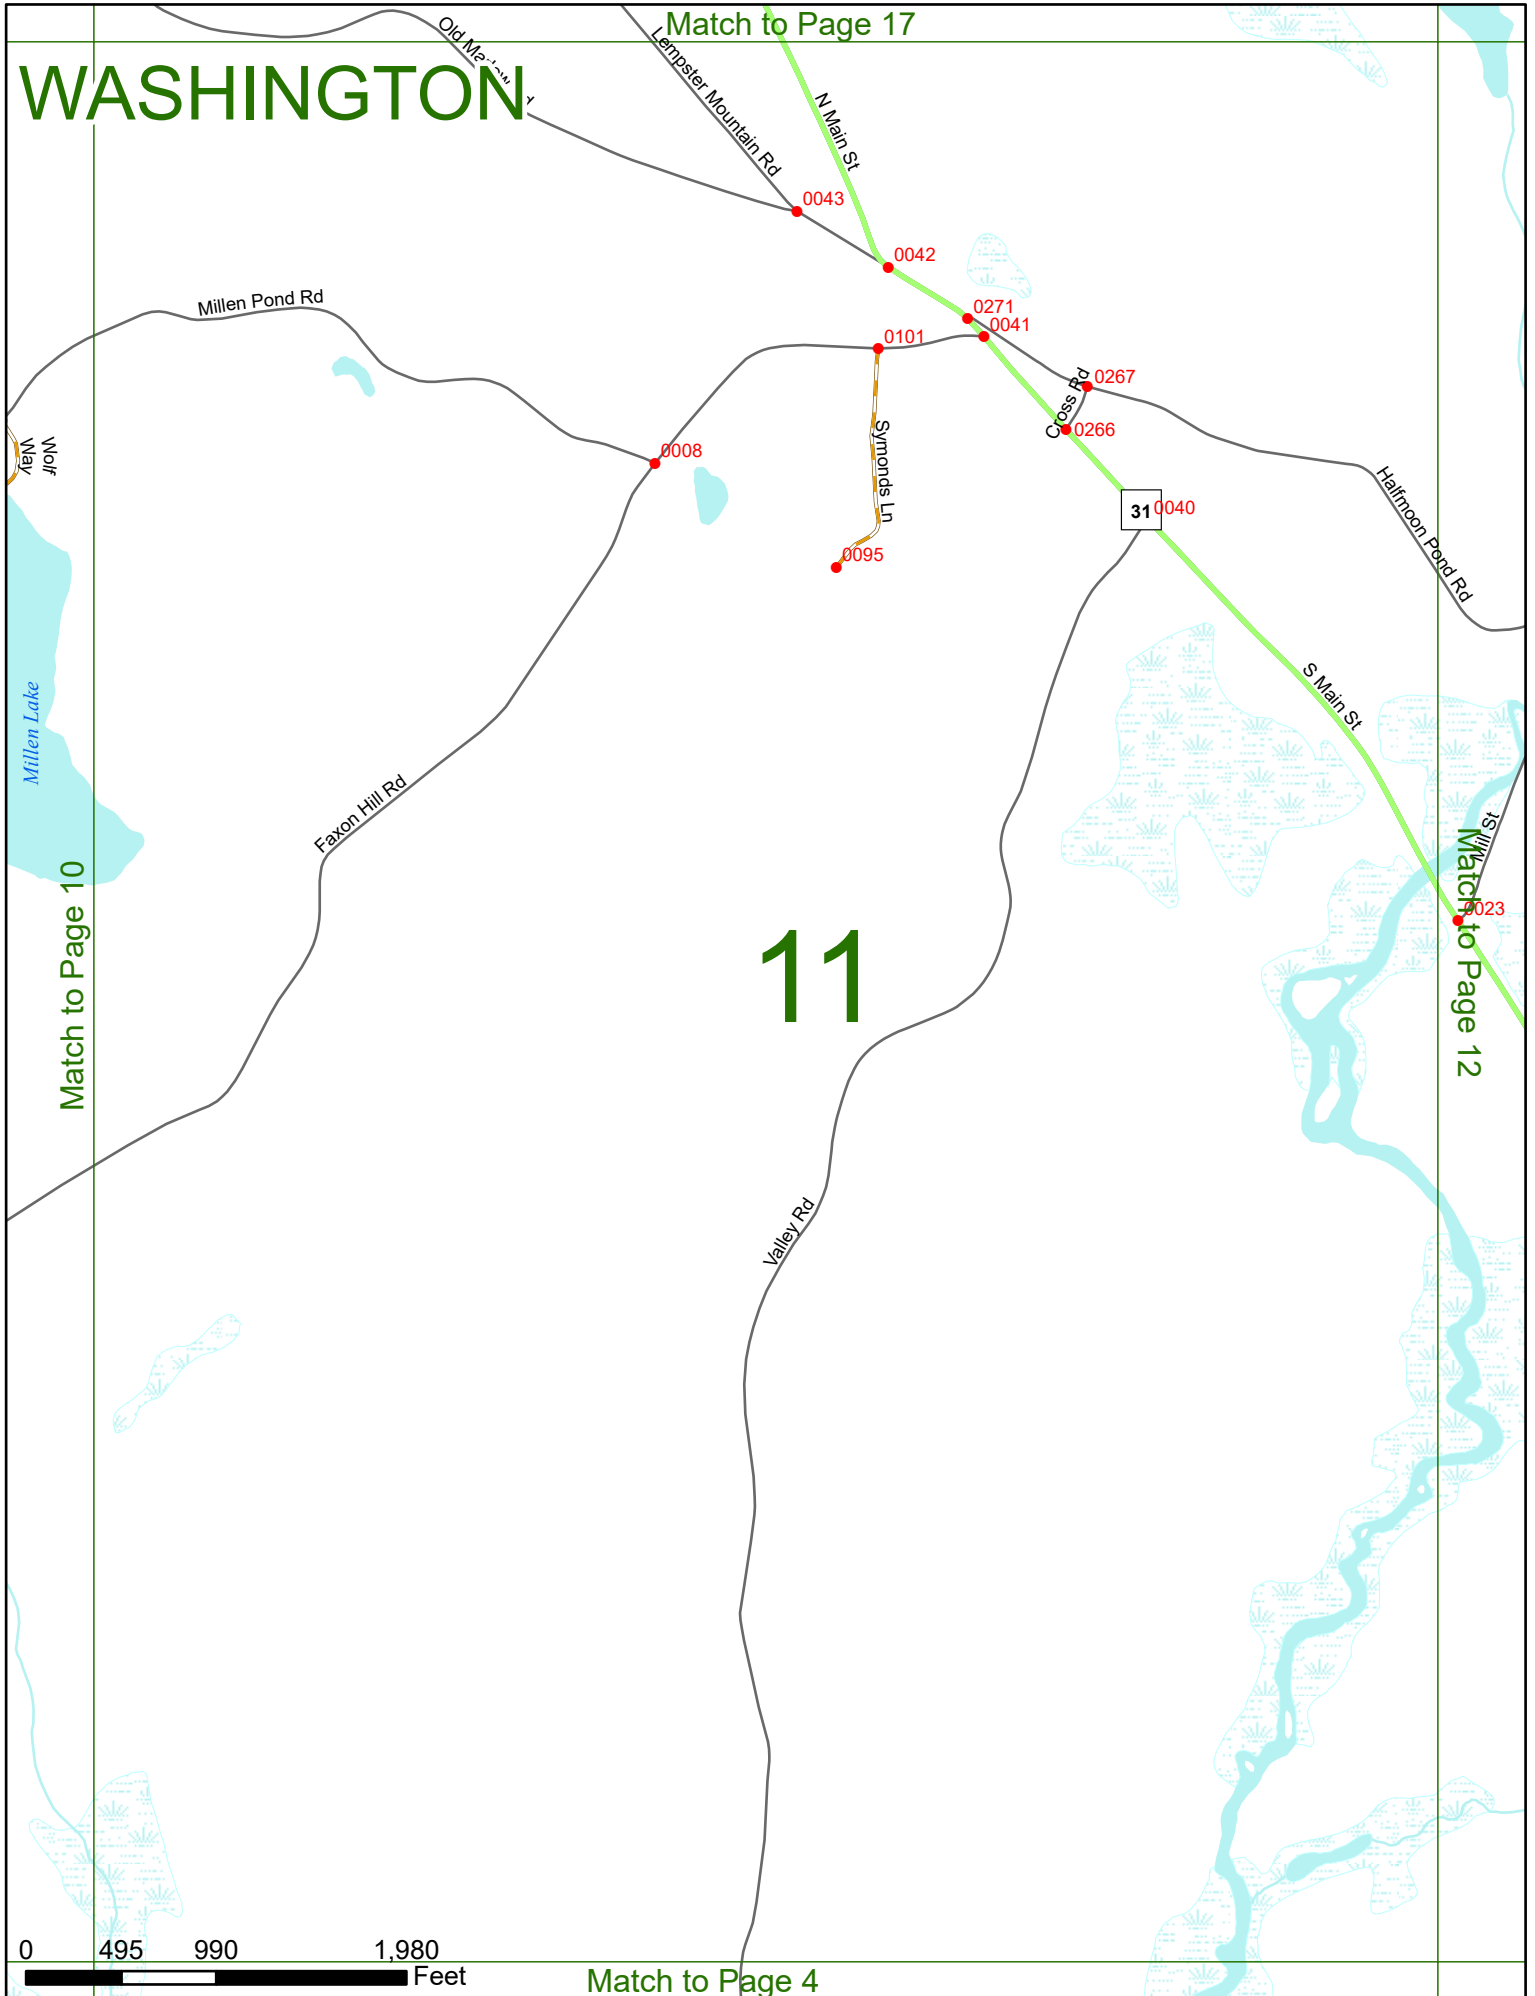 Match to Page 17
WASHINGTON
Old Marlow Rd
Lempster Mountain Rd
N Main St
0043
0042
Millen Pond Rd
0271
0041
0101
0267
Cross Rd
0266
Wolf
Way
0008
Symonds Ln
Halfmoon Pond Rd
31
0040
0095
S Main St
Millen Lake
Faxon Hill Rd
Mill St
Match to Page 10
0023
11
Match to Page 12
Valley Rd
0 495 990 1,980
Feet
Match to Page 4